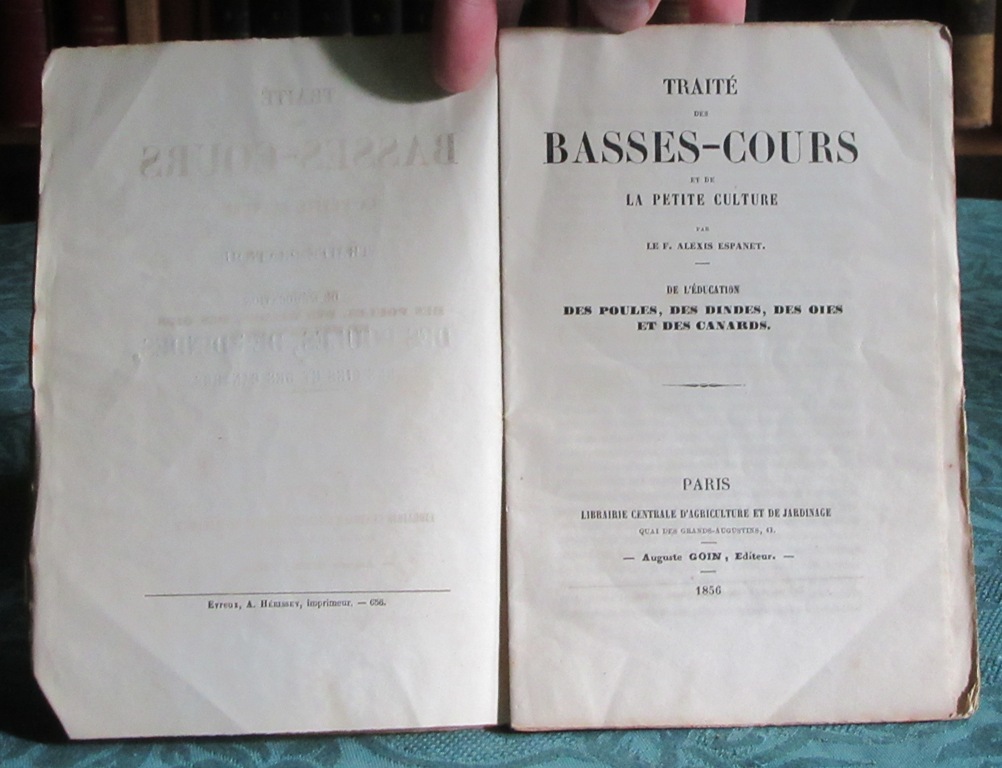 Evreux, A. Hérissey, imprimeur. — 656.
TRAITÉ
DES
BASSES-COURS
ET DE
LA PETITE CULTURE
PAR
LE F. ALEXIS ESPANET.
DE L'ÉDUCATION
DES POULES, DES DINDES, DES OIES
ET DES CANARDS.
PARIS
LIBRAIRIE CENTRALE D'AGRICULTURE ET DE JARDINAGE
QUAI DES GRANDS-AUGUSTINS, 41.
— Auguste GOIN, Editeur. —
1856